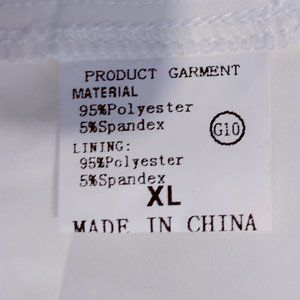 PRODUCT GARMENT
MATERIAL
95%Polyester
5%Spandex
G10
LINING:
95%Polyester
5%Spandex
XL
MADE IN CHINA